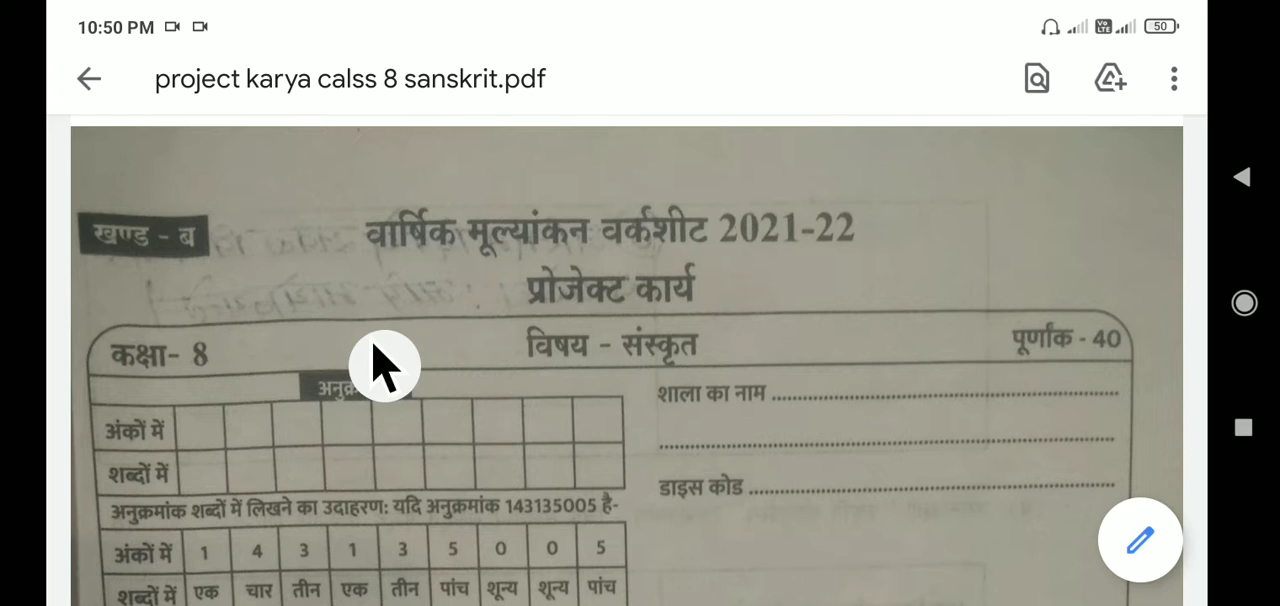 10:50 PM
Vo LTE 50
project karya calss 8 sanskrit.pdf
खण्ड - ब
वार्षिक मूल्यांकन वर्कशीट 2021-22
प्रोजेक्ट कार्य
कक्षा- 8
विषय - संस्कृत
पूर्णांक - 40
शाला का नाम
अंकों में
शब्दों में
डाइस कोड
अनुक्रमांक शब्दों में लिखने का उदाहरण: यदि अनुक्रमांक 143135005 है-
अंकों में 1 4 3 1 3 5 0 0 5
शब्दों में एक चार तीन एक तीन पांच शून्य शून्य पांच